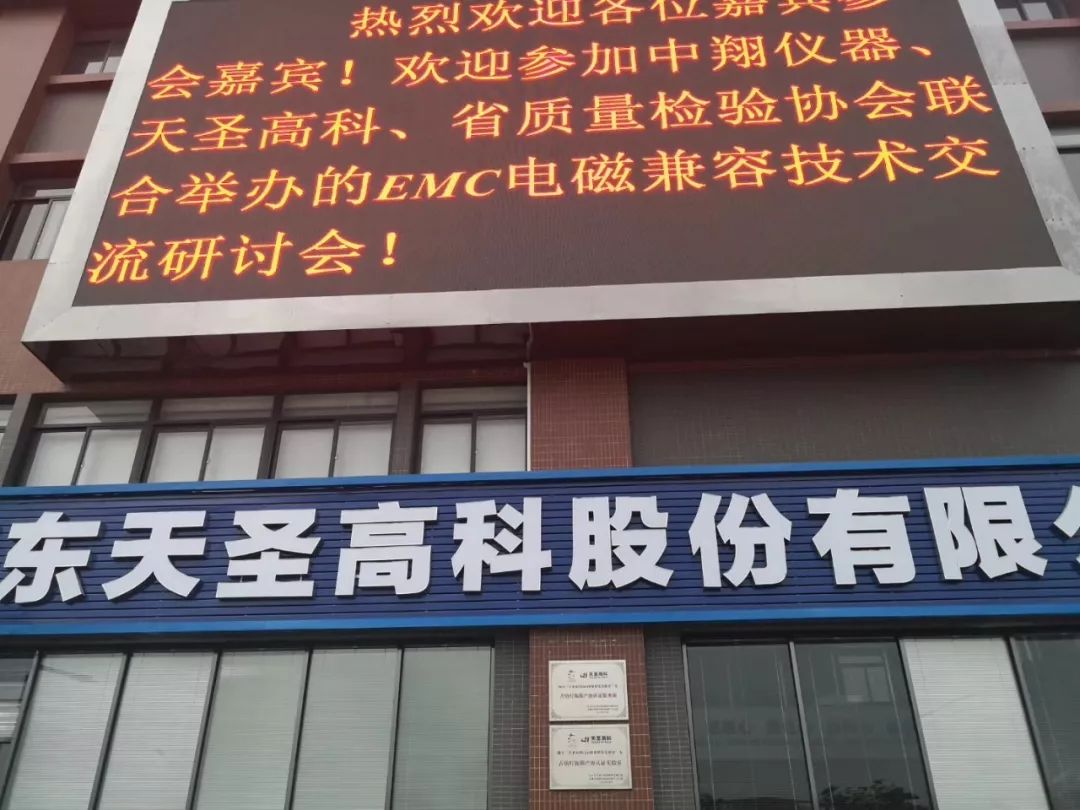 热烈欢迎各位嘉宾参
会嘉宾！欢迎参加中翔仪器、
天圣高科、省质量检验协会联
合举办的EMC电磁兼容技术交
流研讨会！
东天圣高科股份有限
天圣高科
天圣高科